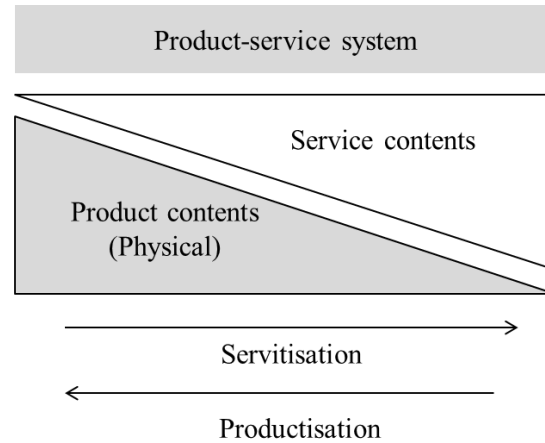 Product-service system
Service contents
Product contents
(Physical)
Servitisation
Productisation